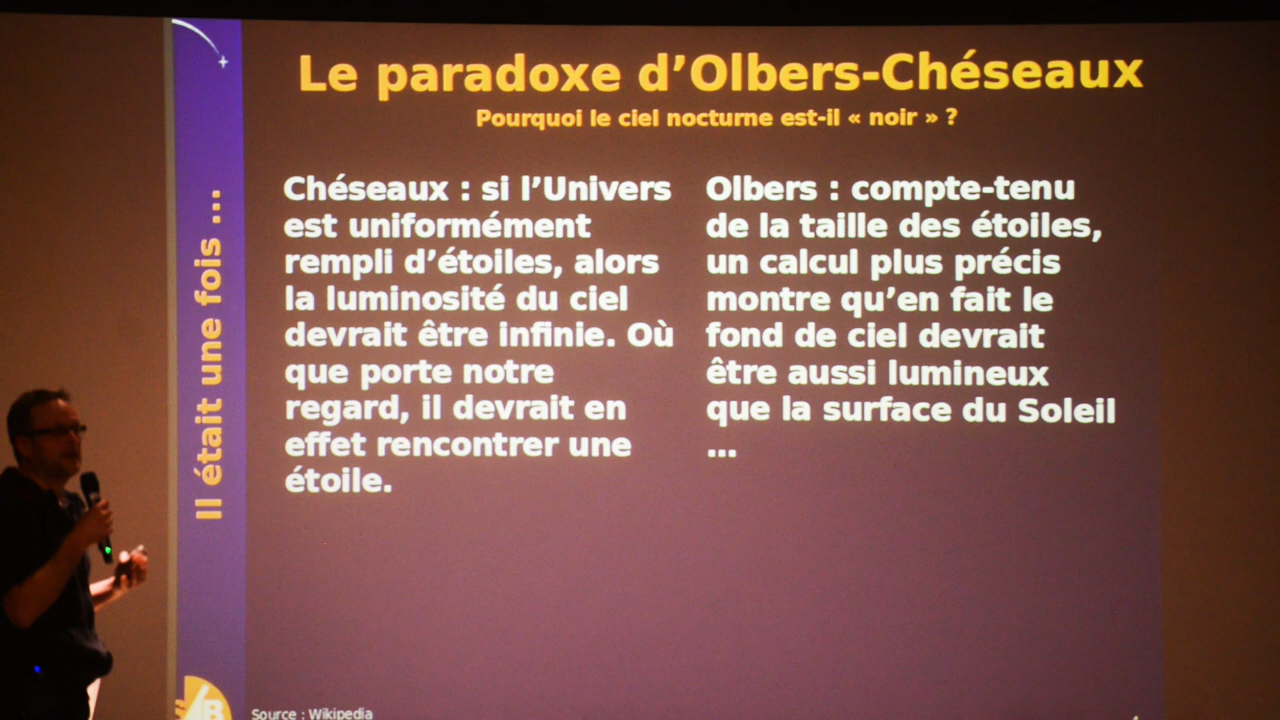 Le paradoxe d’Olbers-Chéseaux
Pourquoi le ciel nocturne est-il « noir » ?
Il était une fois ...
Chéseaux : si l’Univers
est uniformément
rempli d’étoiles, alors
la luminosité du ciel
devrait être infinie. Où
que porte notre
regard, il devrait en
effet rencontrer une
étoile.
Olbers : compte-tenu
de la taille des étoiles,
un calcul plus précis
montre qu’en fait le
fond de ciel devrait
être aussi lumineux
que la surface du Soleil
...
Source : Wikipedia